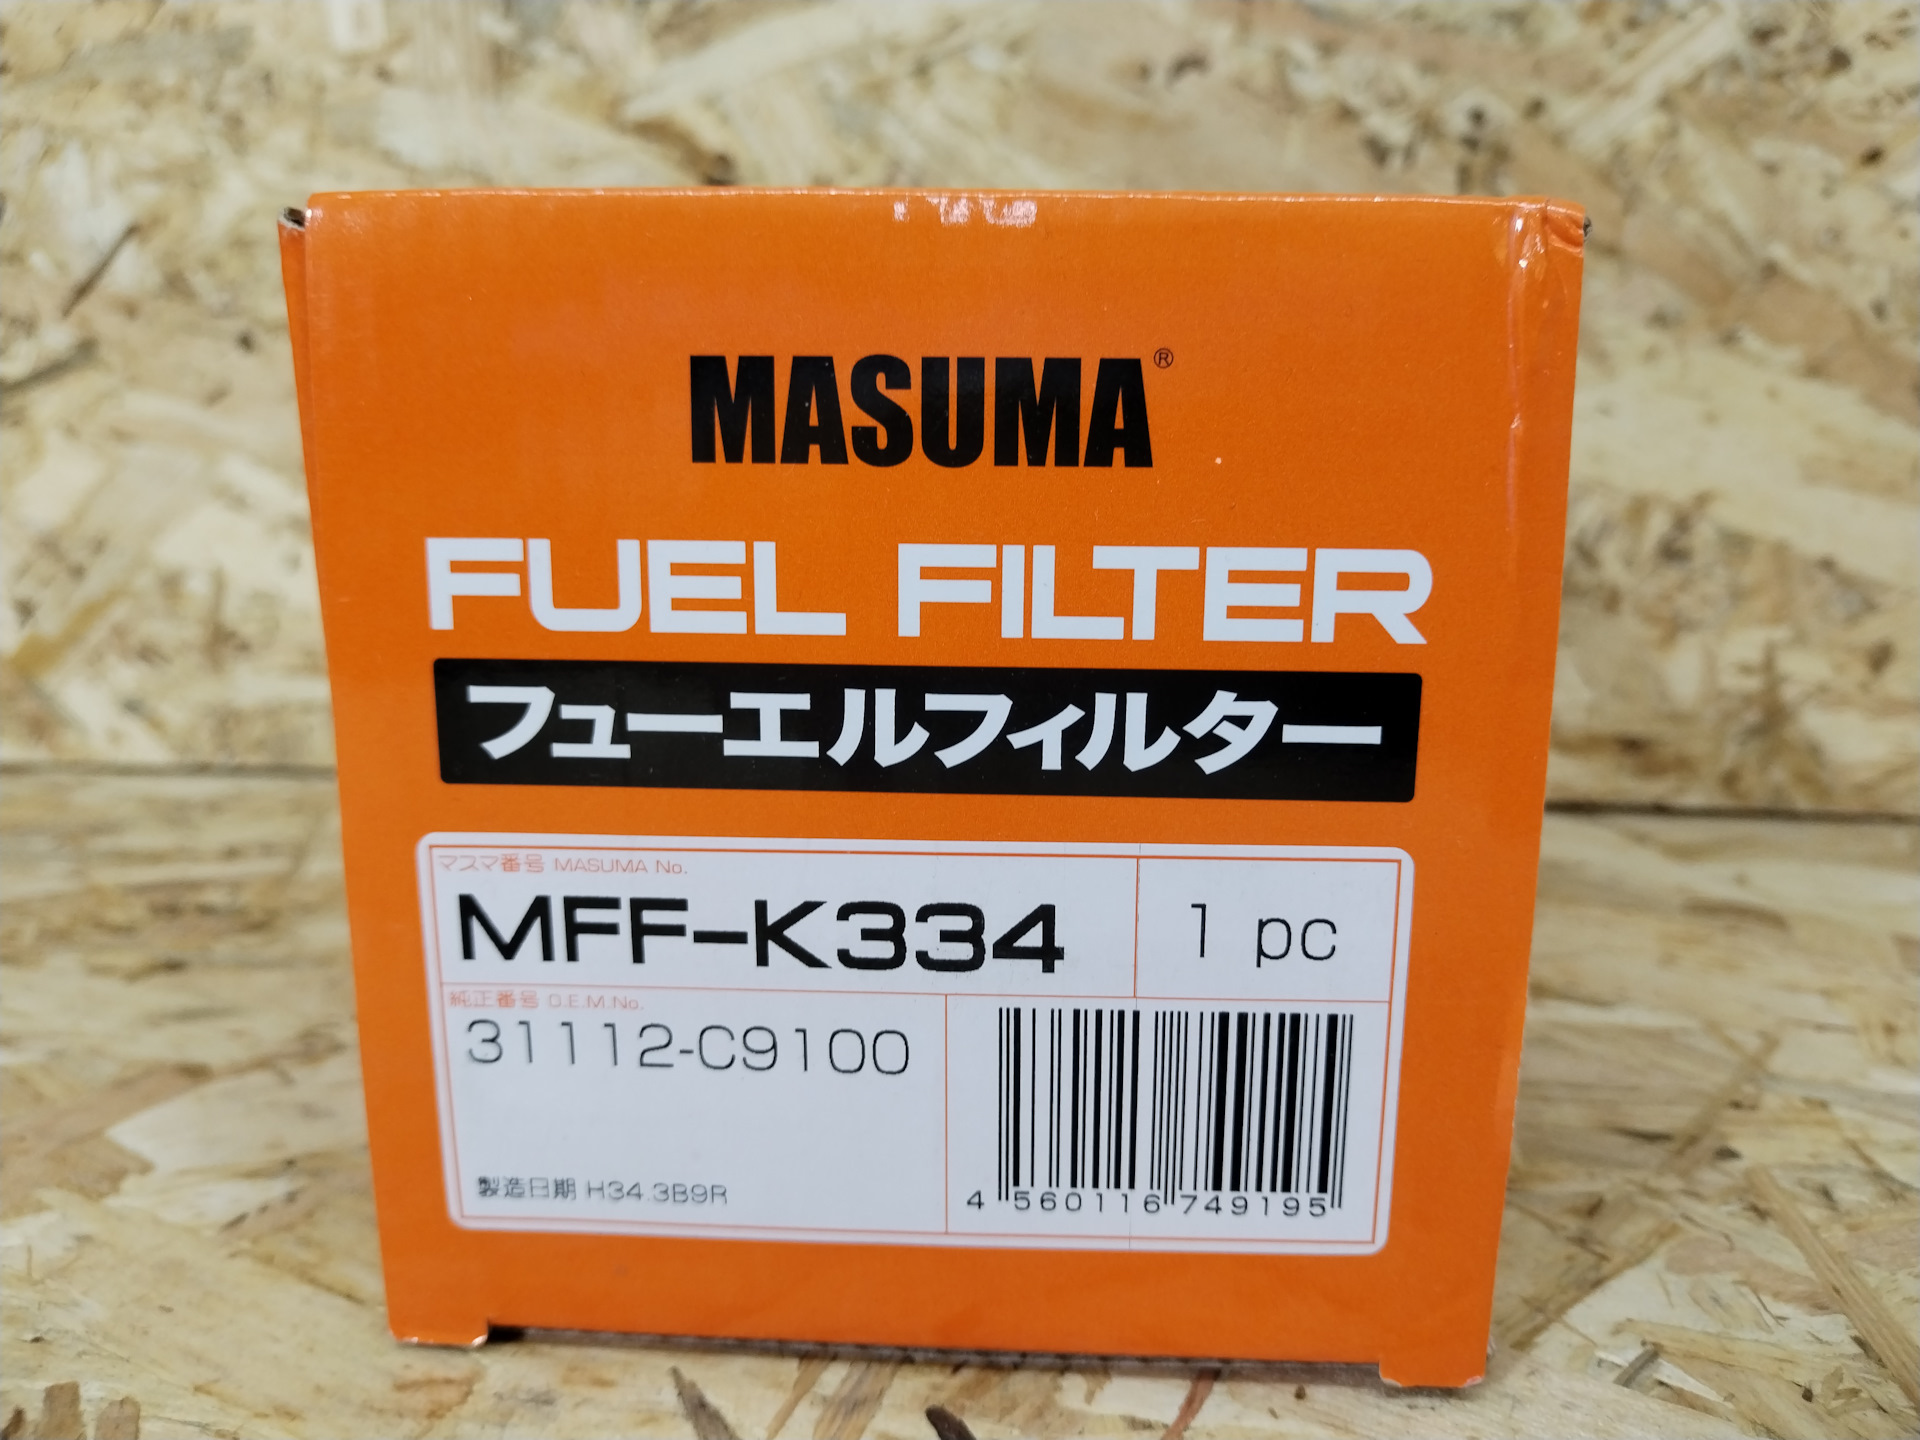 MASUMA®
FUEL FILTER
フューエルフィルター
マスマ番号 MASUMA No.
MFF-K334
1 pc
純正番号 O.E.M.No.
31112-C9100
製造日期 H34.3B9R
4 560116 749195